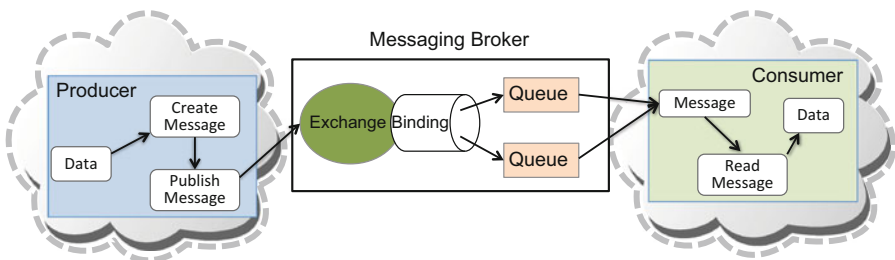 Messaging Broker
Producer
Create
Message
Data
Publish
Message
Exchange
Binding
Queue
Queue
Consumer
Message
Data
Read
Message